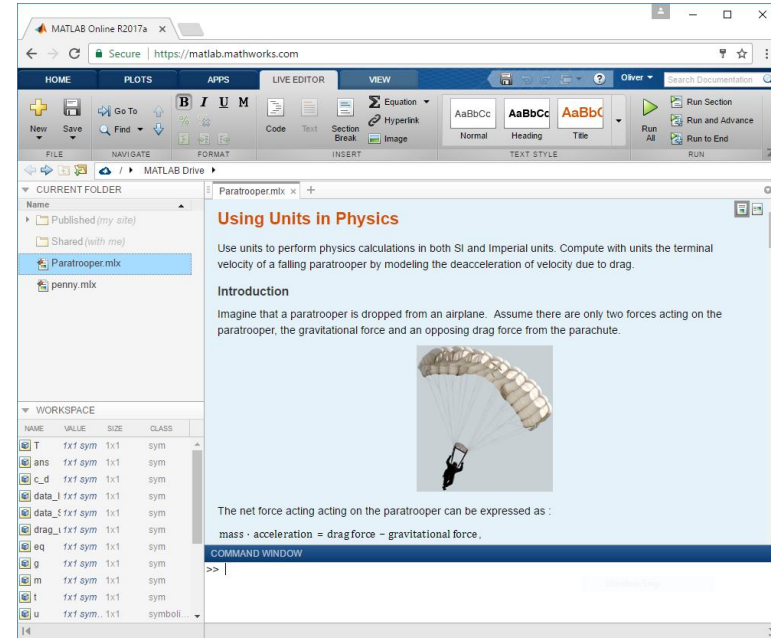 MATLAB Online R2017a
Secure | https://matlab.mathworks.com
HOME PLOTS APPS LIVE EDITOR VIEW Oliver Search Documentation
New Save Go To Find B I U M Code Text Section Break Equation Hyperlink Image
AaBbCc Normal AaBbCc Heading AaBbC Title
Run All Run Section Run and Advance Run to End
FILE NAVIGATE FORMAT INSERT TEXT STYLE RUN
/ MATLAB Drive
CURRENT FOLDER
Name
Published (my site)
Shared (with me)
Paratrooper.mlx
penny.mlx
WORKSPACE
NAME VALUE SIZE CLASS
T 1x1 sym 1x1 sym
ans 1x1 sym 1x1 sym
c_d 1x1 sym 1x1 sym
data_I 1x1 sym 1x1 sym
data_S 1x1 sym 1x1 sym
drag_ 1x1 sym 1x1 sym
eq 1x1 sym 1x1 sym
g 1x1 sym 1x1 sym
m 1x1 sym 1x1 sym
t 1x1 sym 1x1 sym
u 1x1 sym.. 1x1 symboli...
Paratrooper.mlx
Using Units in Physics
Use units to perform physics calculations in both SI and Imperial units. Compute with units the terminal
velocity of a falling paratrooper by modeling the deacceleration of velocity due to drag.
Introduction
Imagine that a paratrooper is dropped from an airplane. Assume there are only two forces acting on the
paratrooper, the gravitational force and an opposing drag force from the parachute.
The net force acting acting on the paratrooper can be expressed as :
mass · acceleration = drag force − gravitational force,
COMMAND WINDOW
>>